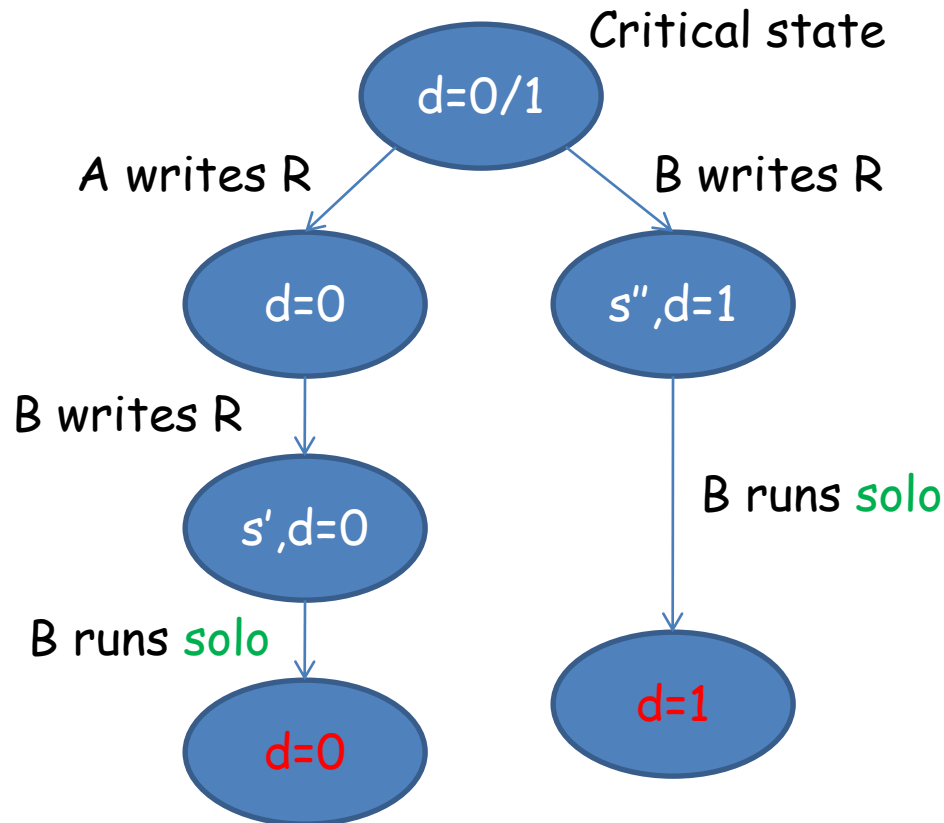 Critical state
d=0/1
A writes R
B writes R
d=0
s″,d=1
B writes R
B runs solo
s′,d=0
B runs solo
d=1
d=0